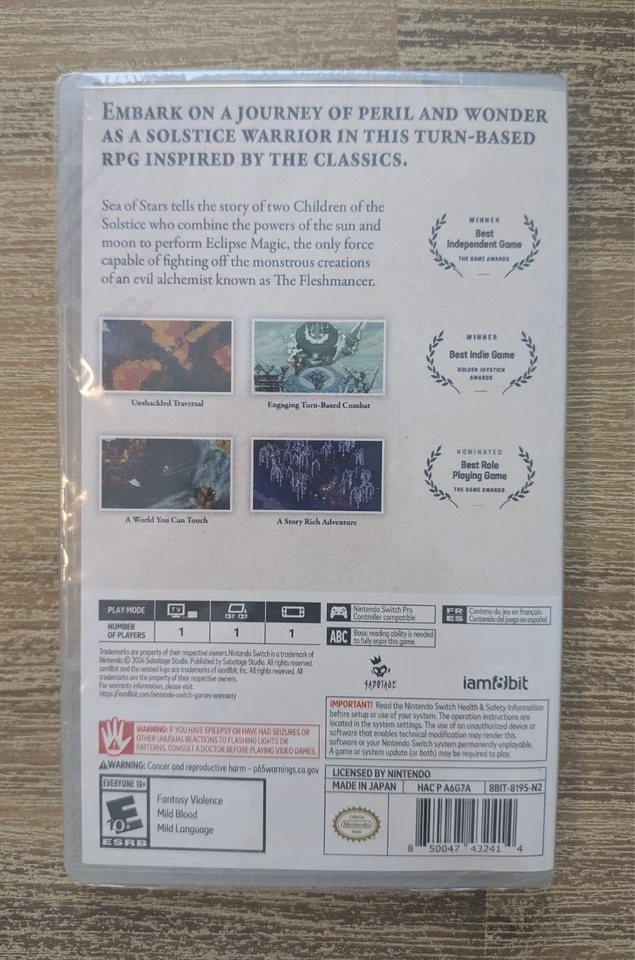 EMBARK ON A JOURNEY OF PERIL AND WONDER
AS A SOLSTICE WARRIOR IN THIS TURN-BASED
RPG INSPIRED BY THE CLASSICS.
Sea of Stars tells the story of two Children of the
Solstice who combine the powers of the sun and
moon to perform Eclipse Magic, the only force
capable of fighting off the monstrous creations
of an evil alchemist known as The Fleshmancer.
WINNER
Best
Independent Game
THE GAME AWARDS
WINNER
Best Indie Game
GOLDEN JOYSTICK
AWARDS
NOMINATED
Best Role
Playing Game
THE GAME AWARDS
Unshackled Traversal
Engaging Turn-Based Combat
A World You Can Touch
A Story Rich Adventure
PLAY MODE
TV
NUMBER
OF PLAYERS
1
1
1
Nintendo Switch Pro
Controller compatible
FR
ES
Contenu du jeu en français
Contenido del juego en español
ABC
Basic reading ability is needed
to fully enjoy this game.
Trademarks are property of their respective owners. Nintendo Switch is a trademark of
Nintendo. © 2024 Sabotage Studio. Published by Sabotage Studio. All rights reserved.
iam8bit and the related logo are trademarks of iam8bit, Inc. All rights reserved. All
trademarks are the property of their respective owners.
For warranty information, please visit:
https://iam8bit.com/nintendo-switch-games-warranty
SABOTAGE
iam8bit
WARNING: IF YOU HAVE EPILEPSY OR HAVE HAD SEIZURES OR
OTHER UNUSUAL REACTIONS TO FLASHING LIGHTS OR
PATTERNS, CONSULT A DOCTOR BEFORE PLAYING VIDEO GAMES.
WARNING: Cancer and reproductive harm – p65warnings.ca.gov
IMPORTANT! Read the Nintendo Switch Health & Safety Information
before setup or use of your system. The operation instructions are
located in the system settings. The use of an unauthorized device or
software that enables technical modification may render this
software or your Nintendo Switch system permanently unplayable.
A game or system update (or both) may be required to play.
EVERYONE 10+
E
10+
ESRB
Fantasy Violence
Mild Blood
Mild Language
LICENSED BY NINTENDO
MADE IN JAPAN
HAC P A6G7A
8BIT-8195-N2
Official
Nintendo
Seal
8 50047 43241 4